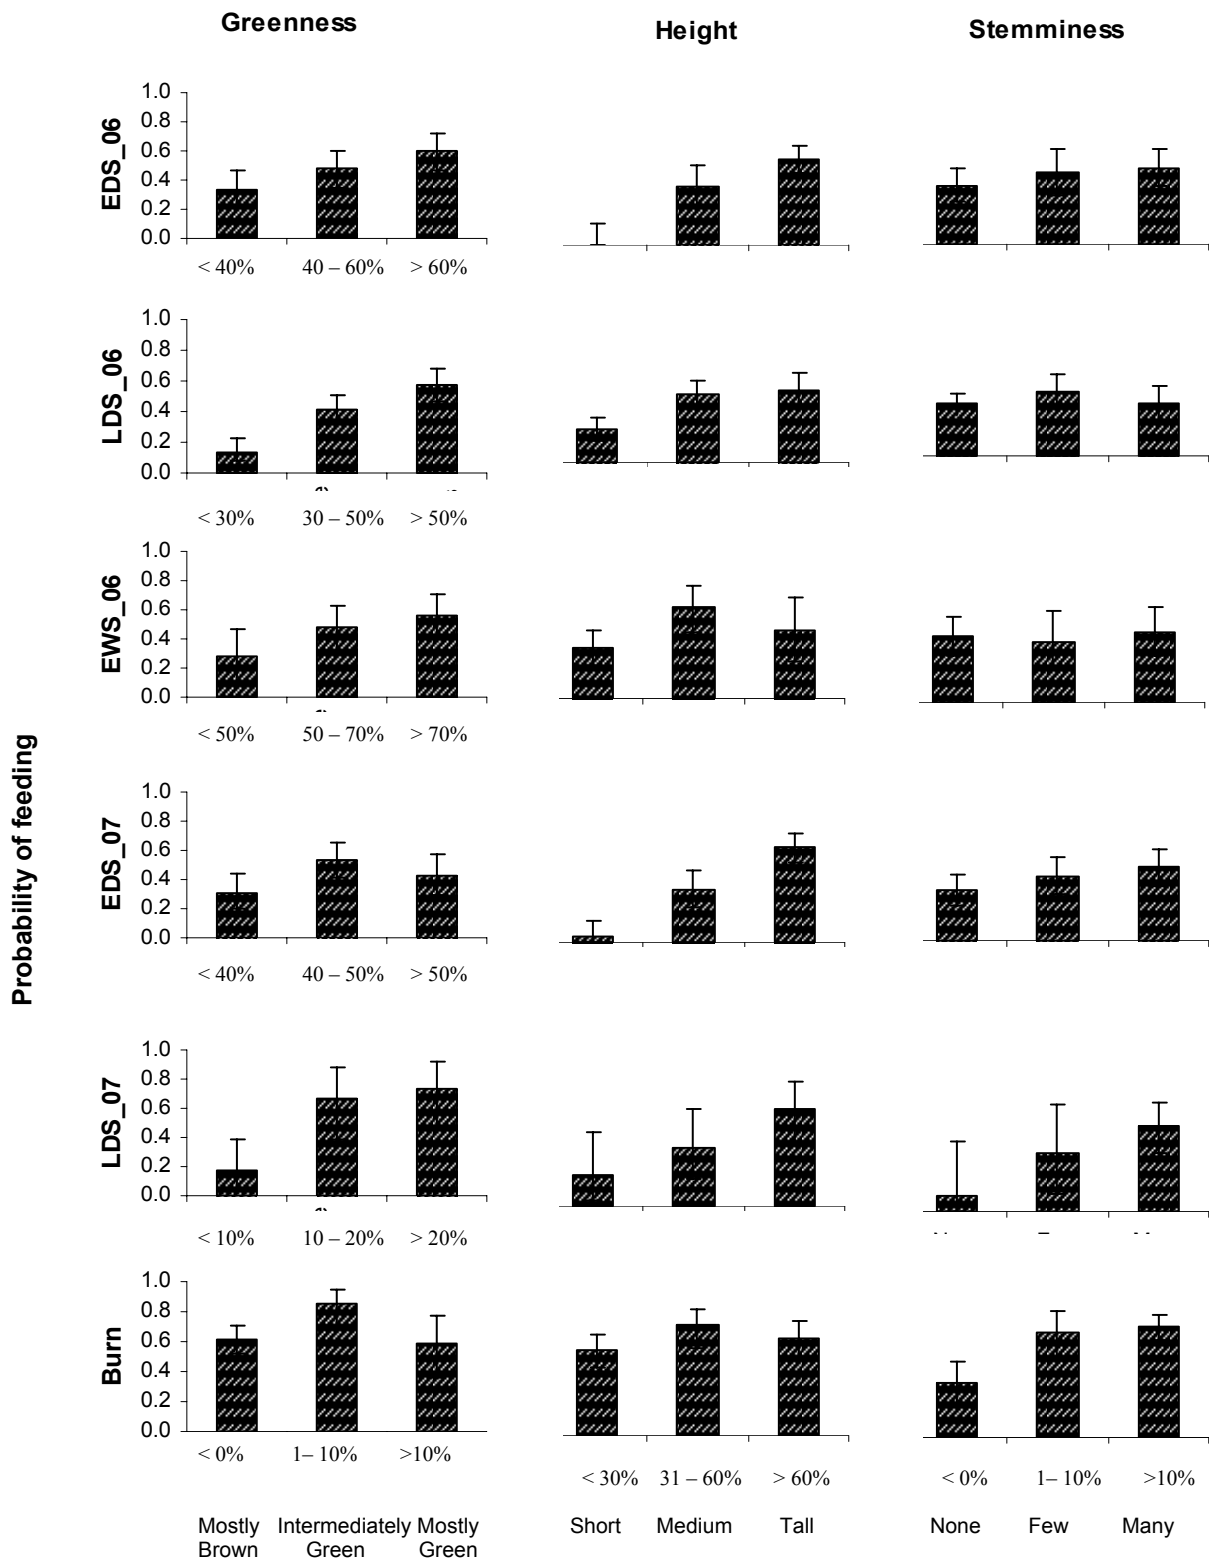 Greenness
Height
Stemminess
EDS_06
1.0
0.8
0.6
0.4
0.2
0.0
< 40%
40 – 60%
> 60%
LDS_06
1.0
0.8
0.6
0.4
0.2
0.0
< 30%
30 – 50%
> 50%
EWS_06
1.0
0.8
0.6
0.4
0.2
0.0
< 50%
50 – 70%
> 70%
Probability of feeding
EDS_07
1.0
0.8
0.6
0.4
0.2
0.0
< 40%
40 – 50%
> 50%
LDS_07
1.0
0.8
0.6
0.4
0.2
0.0
< 10%
10 – 20%
> 20%
Burn
1.0
0.8
0.6
0.4
0.2
0.0
< 0%
1– 10%
>10%
< 30%
31 – 60%
> 60%
< 0%
1– 10%
>10%
Mostly
Brown
Intermediately
Green
Mostly
Green
Short
Medium
Tall
None
Few
Many